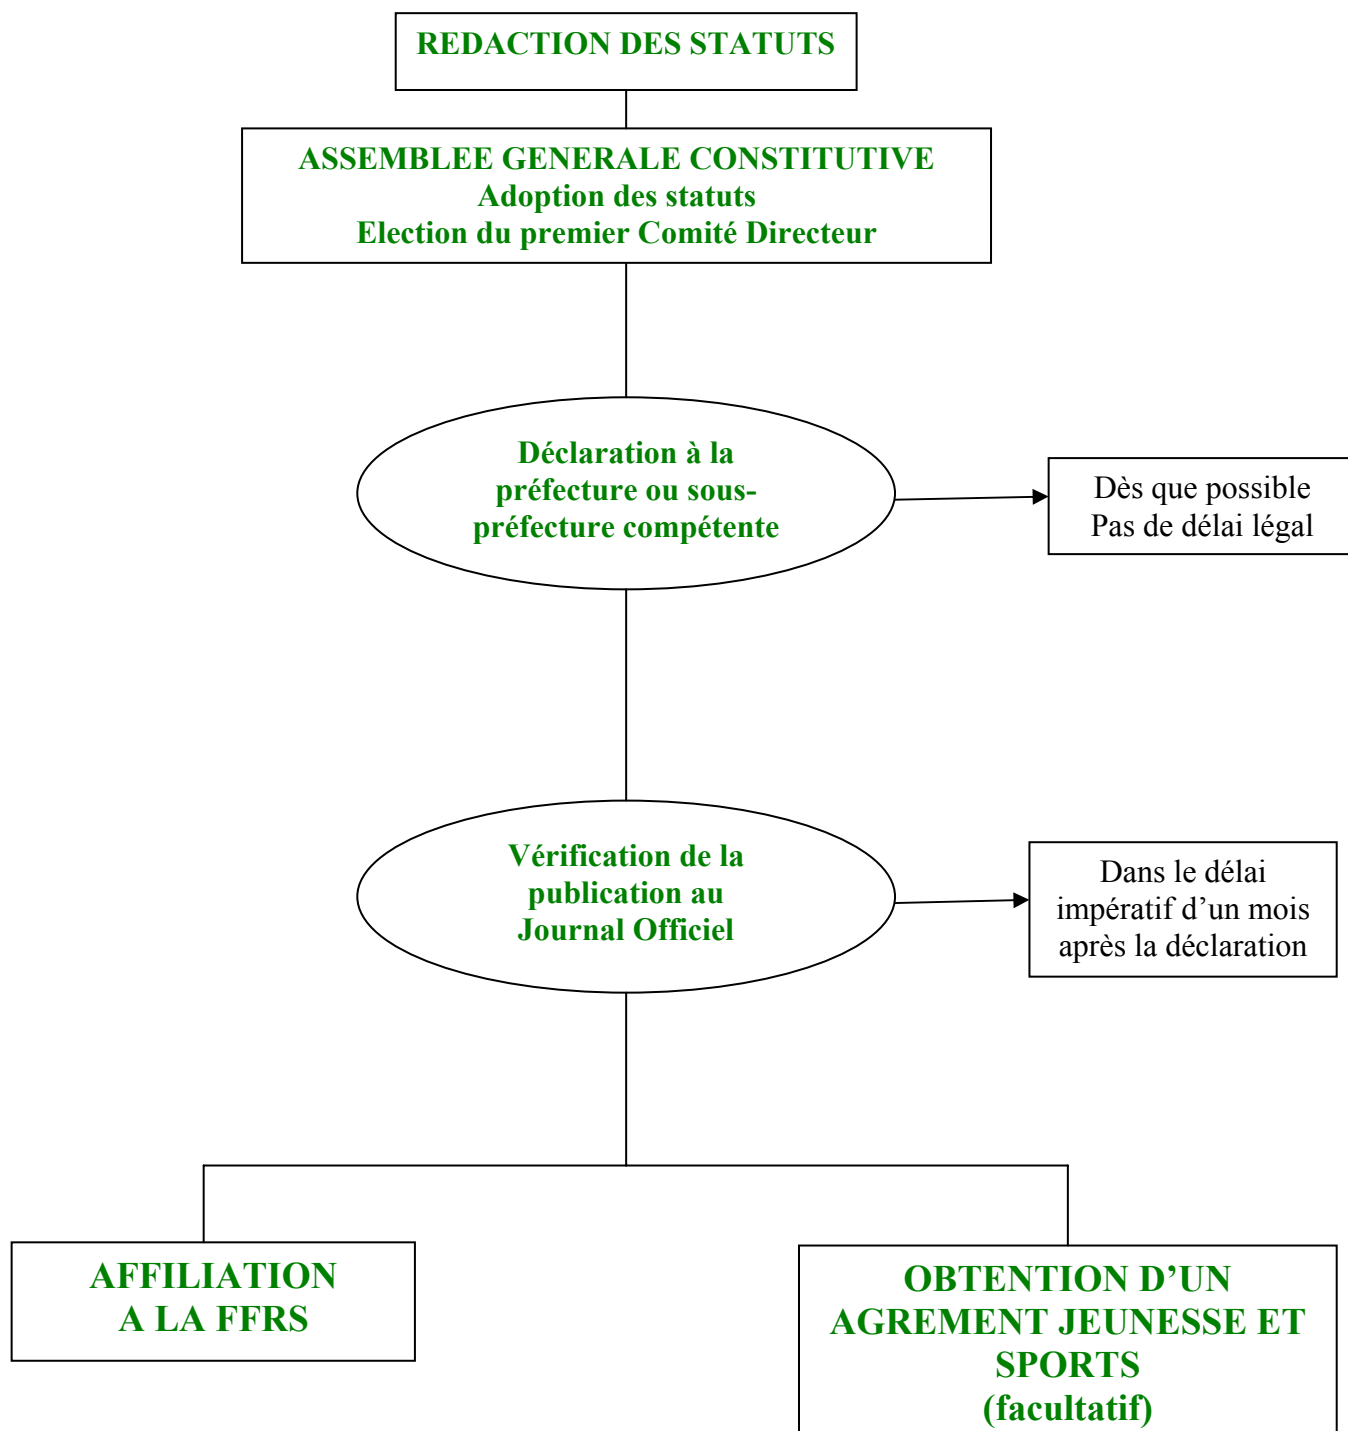 REDACTION DES STATUTS
ASSEMBLEE GENERALE CONSTITUTIVE
Adoption des statuts
Election du premier Comité Directeur
Déclaration à la
préfecture ou sous-
préfecture compétente
Dès que possible
Pas de délai légal
Vérification de la
publication au
Journal Officiel
Dans le délai
impératif d’un mois
après la déclaration
AFFILIATION
A LA FFRS
OBTENTION D’UN
AGREMENT JEUNESSE ET
SPORTS
(facultatif)